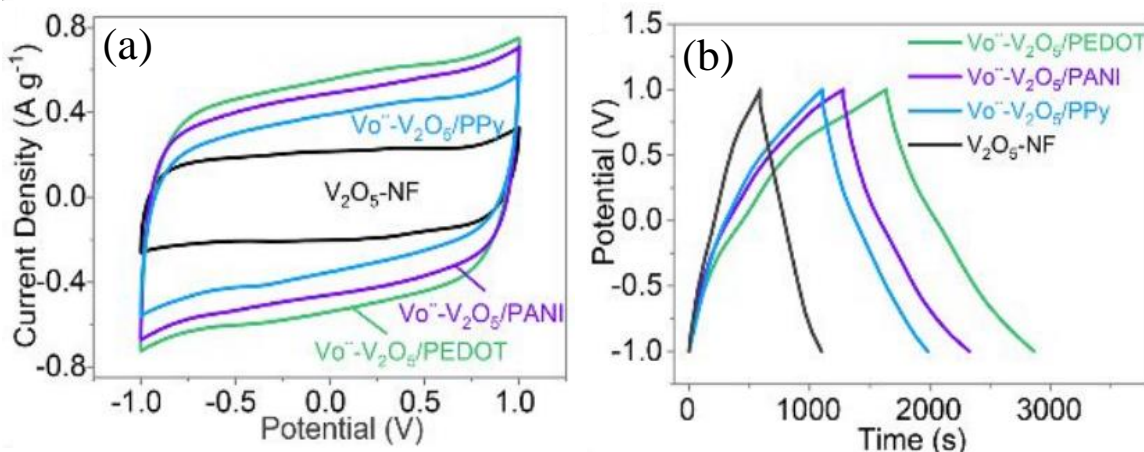 (a)
Current Density (A g⁻¹)
0.8
0.4
0.0
-0.4
-0.8
Vo¨-V₂O₅/PPy
V₂O₅-NF
Vo¨-V₂O₅/PANI
Vo¨-V₂O₅/PEDOT
-1.0 -0.5 0.0 0.5 1.0
Potential (V)
(b)
Potential (V)
1.5
1.0
0.5
0.0
-0.5
-1.0
Vo¨-V₂O₅/PEDOT
Vo¨-V₂O₅/PANI
Vo¨-V₂O₅/PPy
V₂O₅-NF
0 1000 2000 3000
Time (s)